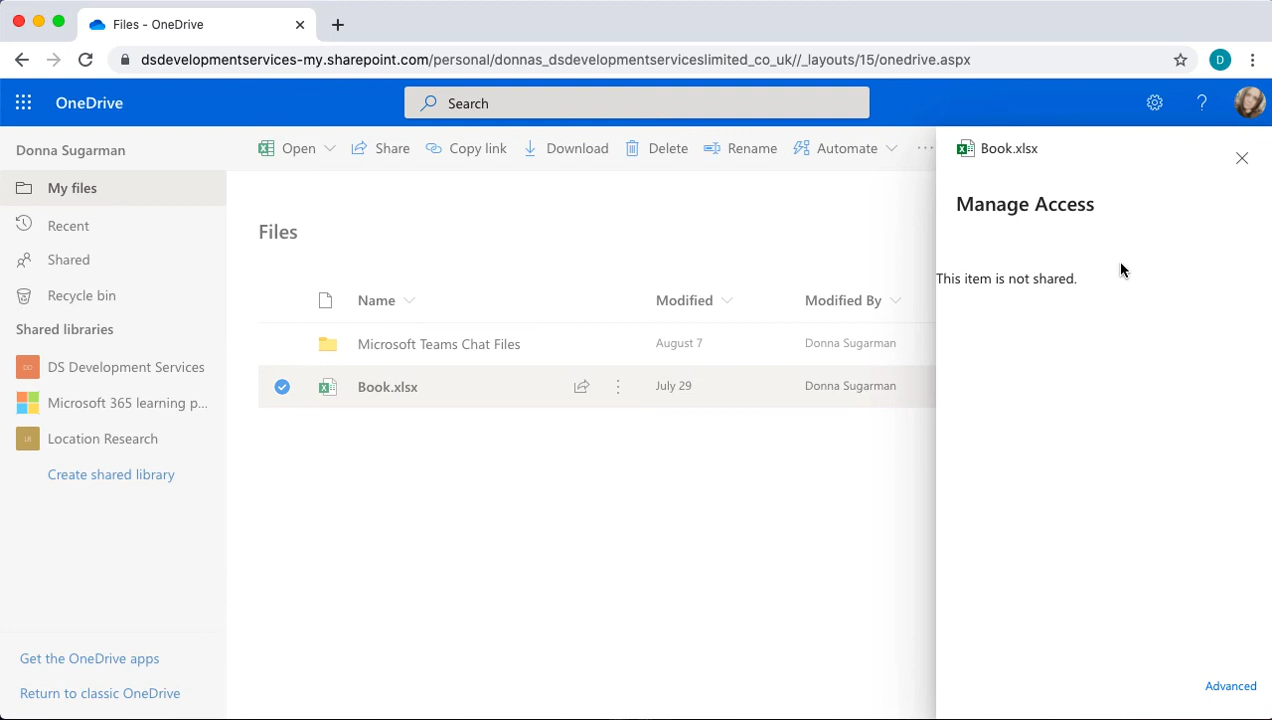 Files - OneDrive
dsdevelopmentservices-my.sharepoint.com/personal/donnas_dsdevelopmentserviceslimited_co_uk//_layouts/15/onedrive.aspx
D
OneDrive
Search
?
Donna Sugarman
My files
Recent
Shared
Recycle bin
Shared libraries
DS Development Services
Microsoft 365 learning p...
LR Location Research
Create shared library
Get the OneDrive apps
Return to classic OneDrive
Open Share Copy link Download Delete Rename Automate ...
Files
Name Modified Modified By
Microsoft Teams Chat Files August 7 Donna Sugarman
Book.xlsx July 29 Donna Sugarman
Book.xlsx
Manage Access
This item is not shared.
Advanced